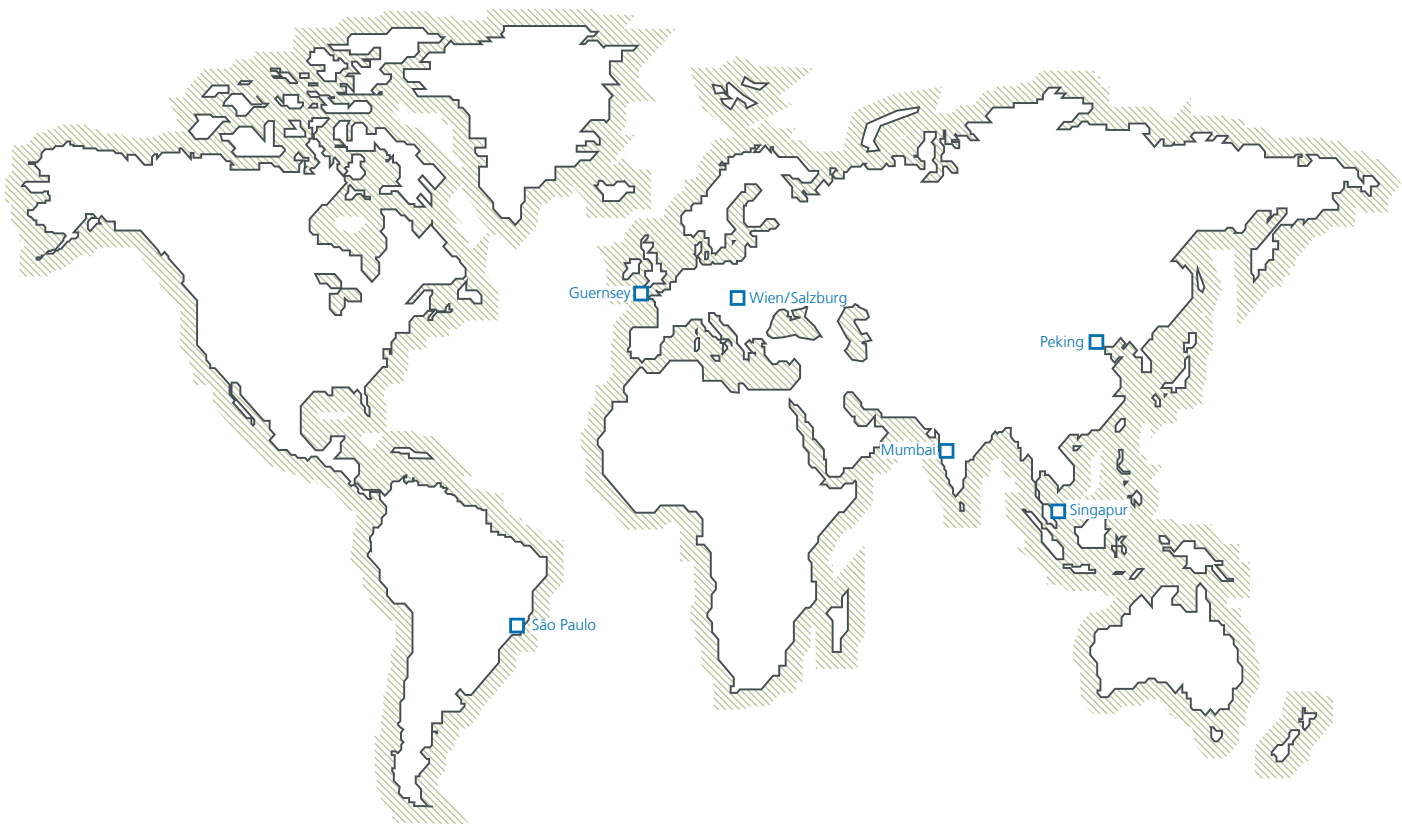 Guernsey
Wien/Salzburg
Peking
Mumbai
Singapur
São Paulo